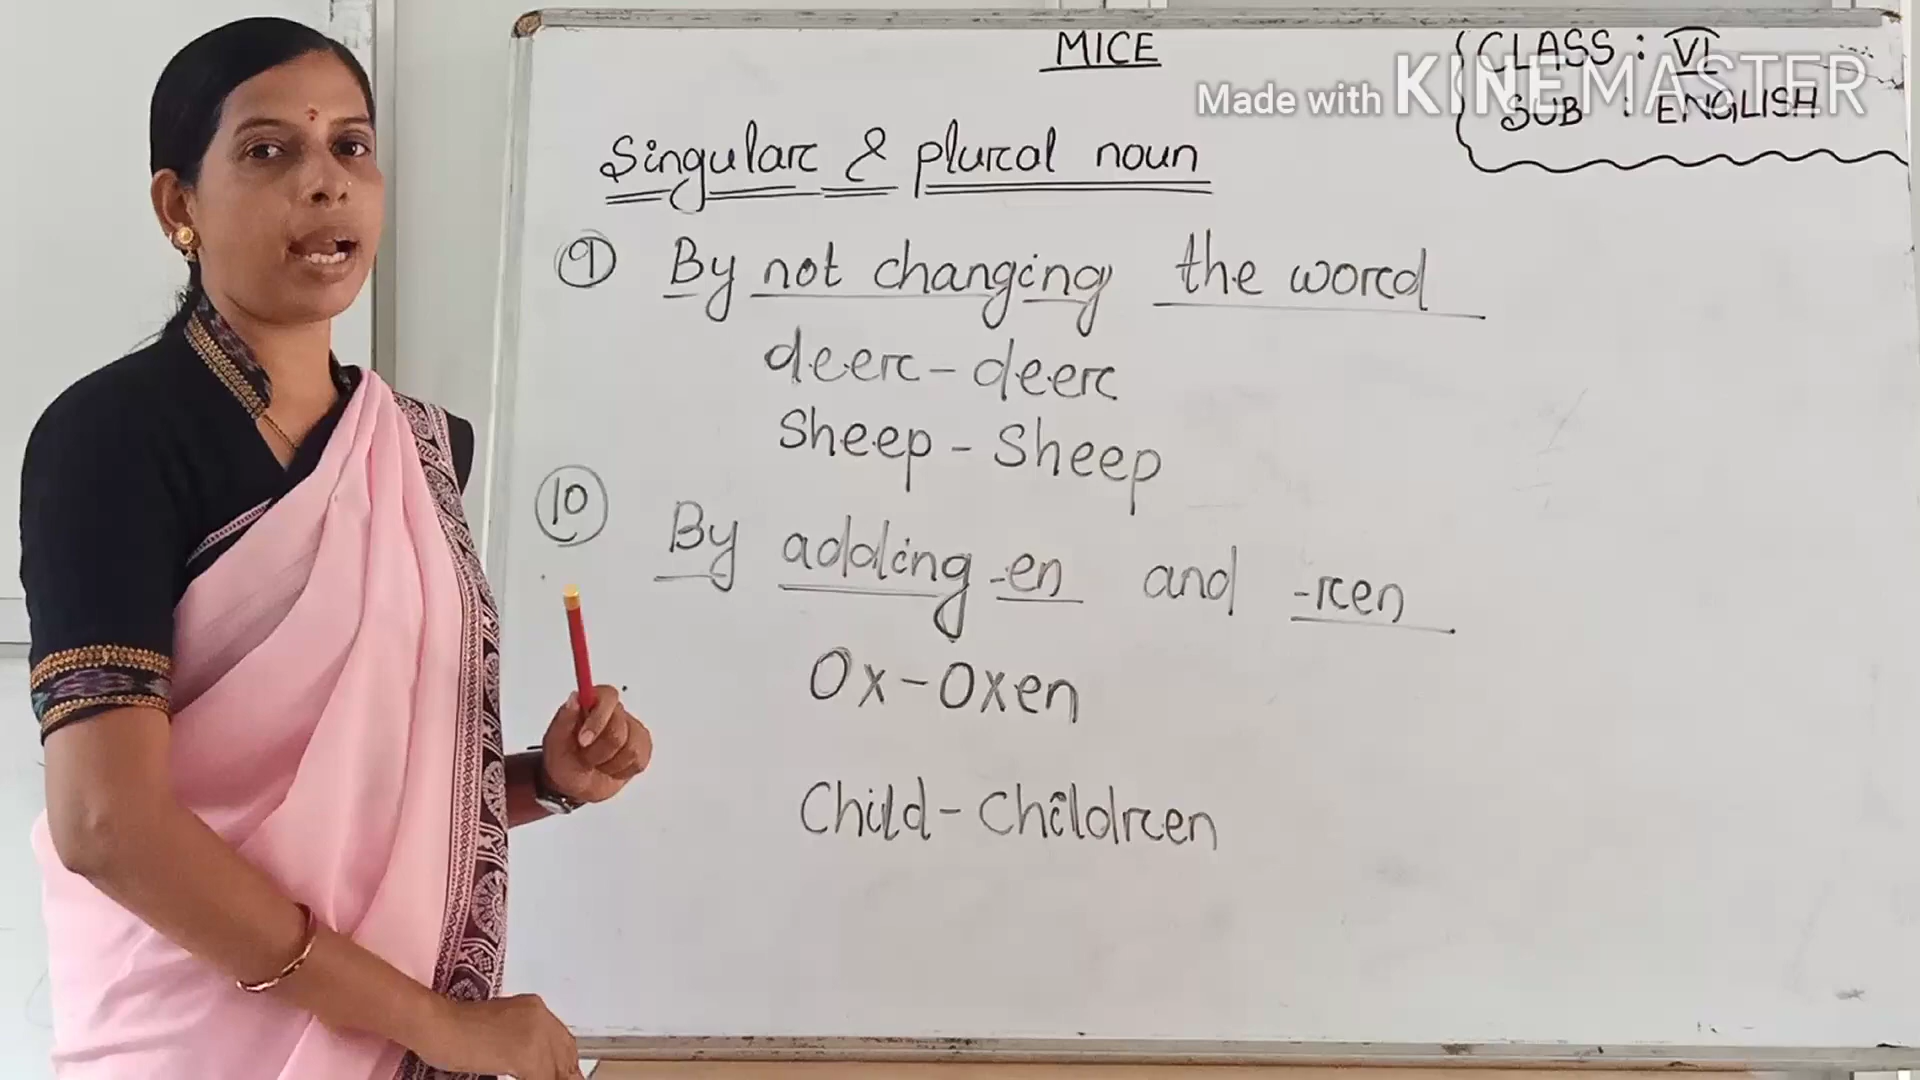 MICE
CLASS : VI
SUB : ENGLISH
Made with KINEMASTER
Singular & plural noun
9 By not changing the word
deer - deer
Sheep - Sheep
10 By adding -en and -ren
Ox - Oxen
Child - Children